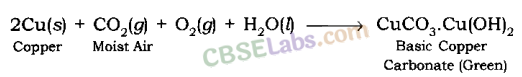 2Cu(s) + CO₂(g) + O₂(g) + H₂O(l) ⟶ CuCO₃.Cu(OH)₂
Copper Moist Air Basic Copper
Carbonate (Green)
CBSELabs.com